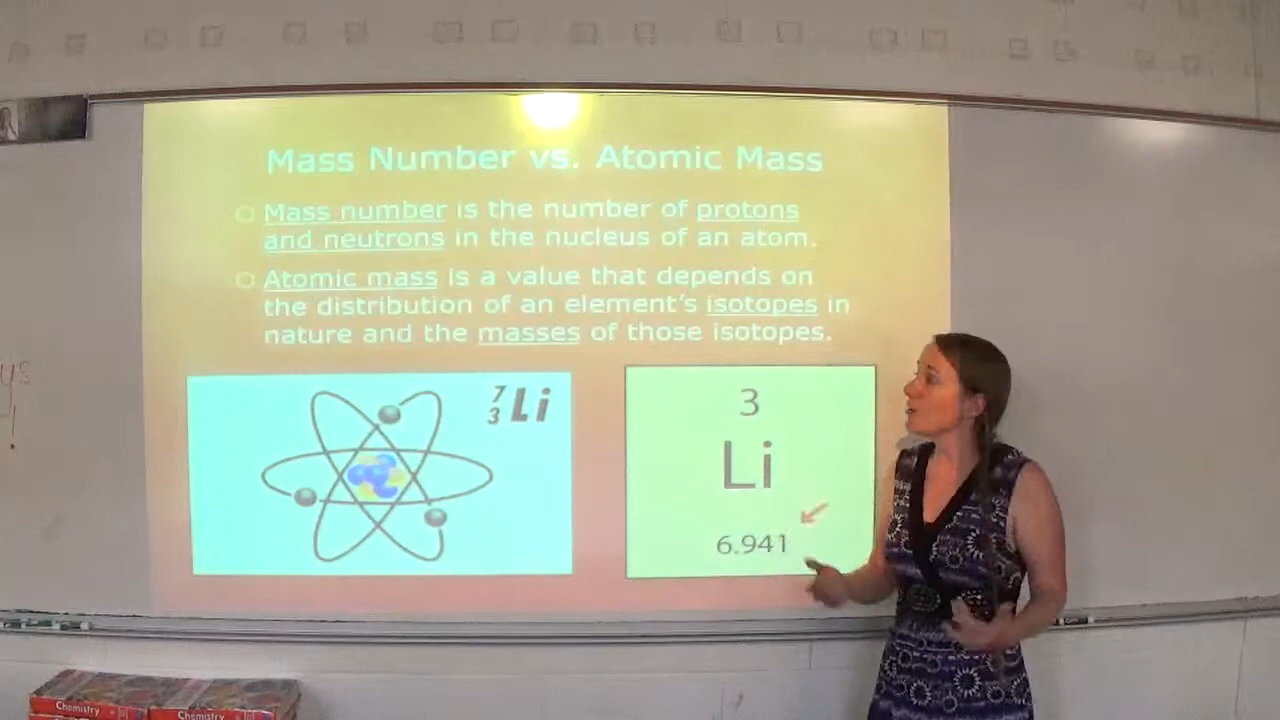 Mass Number vs. Atomic Mass
Mass number is the number of protons
and neutrons in the nucleus of an atom.
Atomic mass is a value that depends on
the distribution of an element's isotopes in
nature and the masses of those isotopes.
7
3 Li
3
Li
6.941
Chemistry
Chemistry